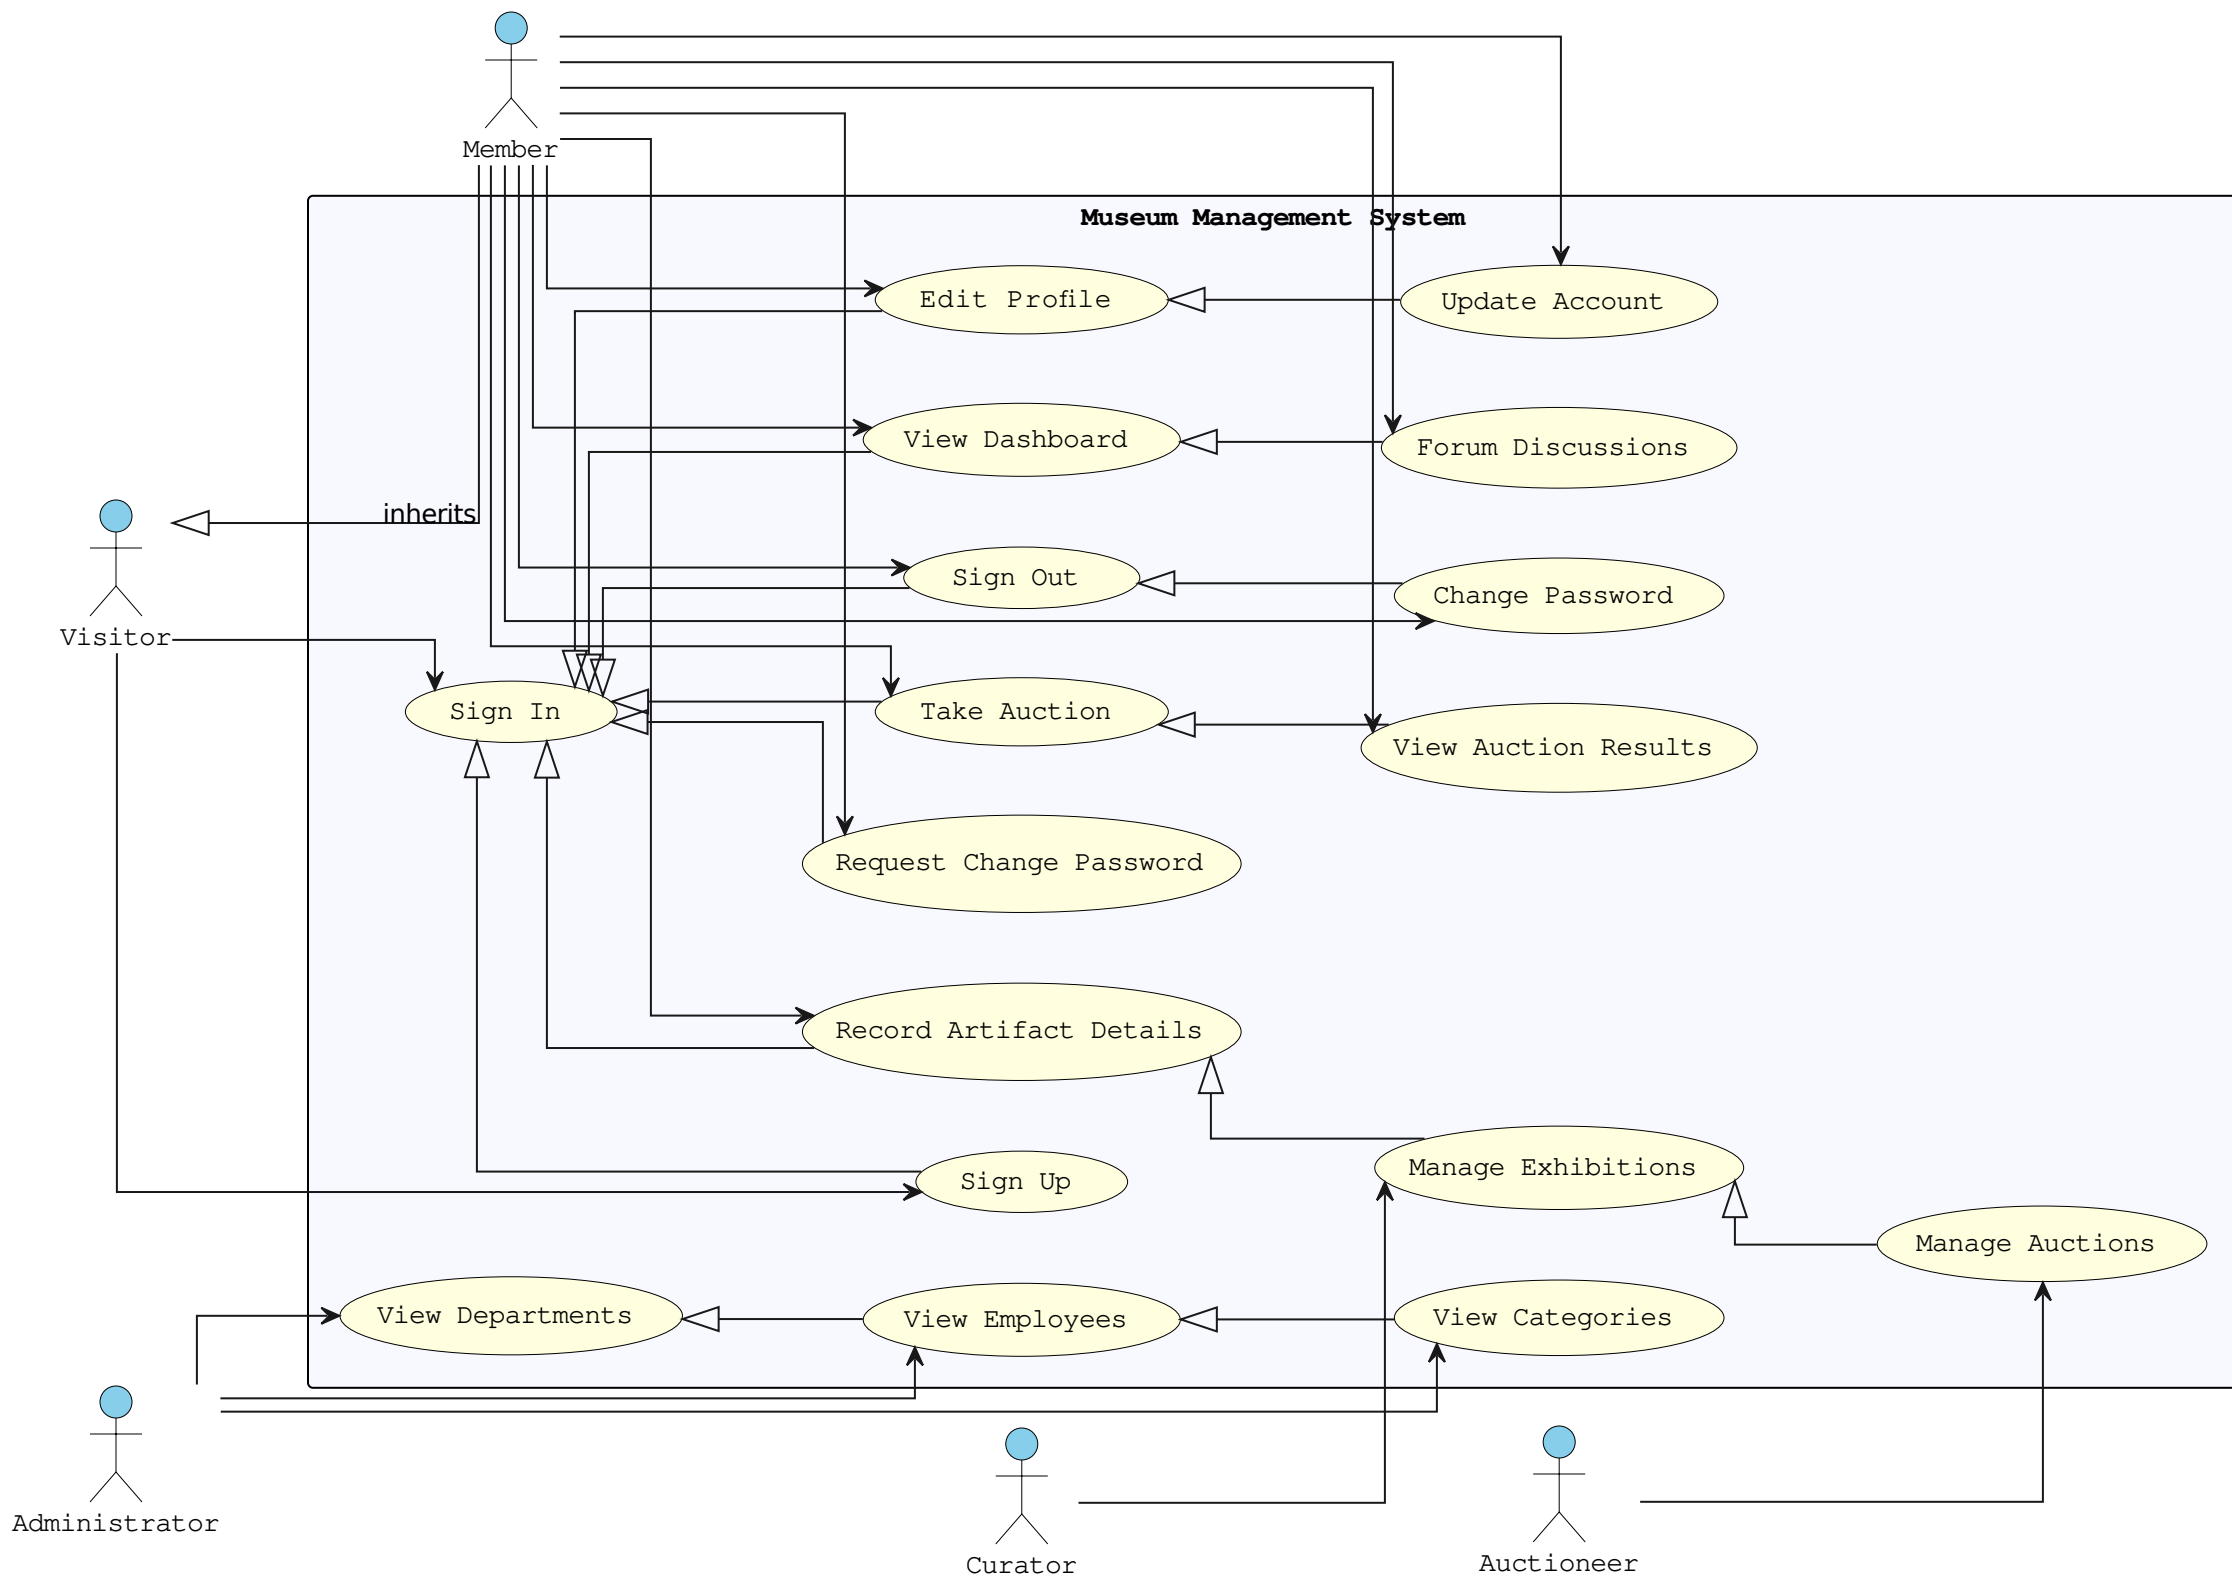 Member
Museum Management System
Edit Profile
Update Account
View Dashboard
Forum Discussions
inherits
Sign Out
Change Password
Visitor
Sign In
Take Auction
View Auction Results
Request Change Password
Record Artifact Details
Manage Exhibitions
Sign Up
Manage Auctions
View Departments
View Employees
View Categories
Administrator
Curator
Auctioneer